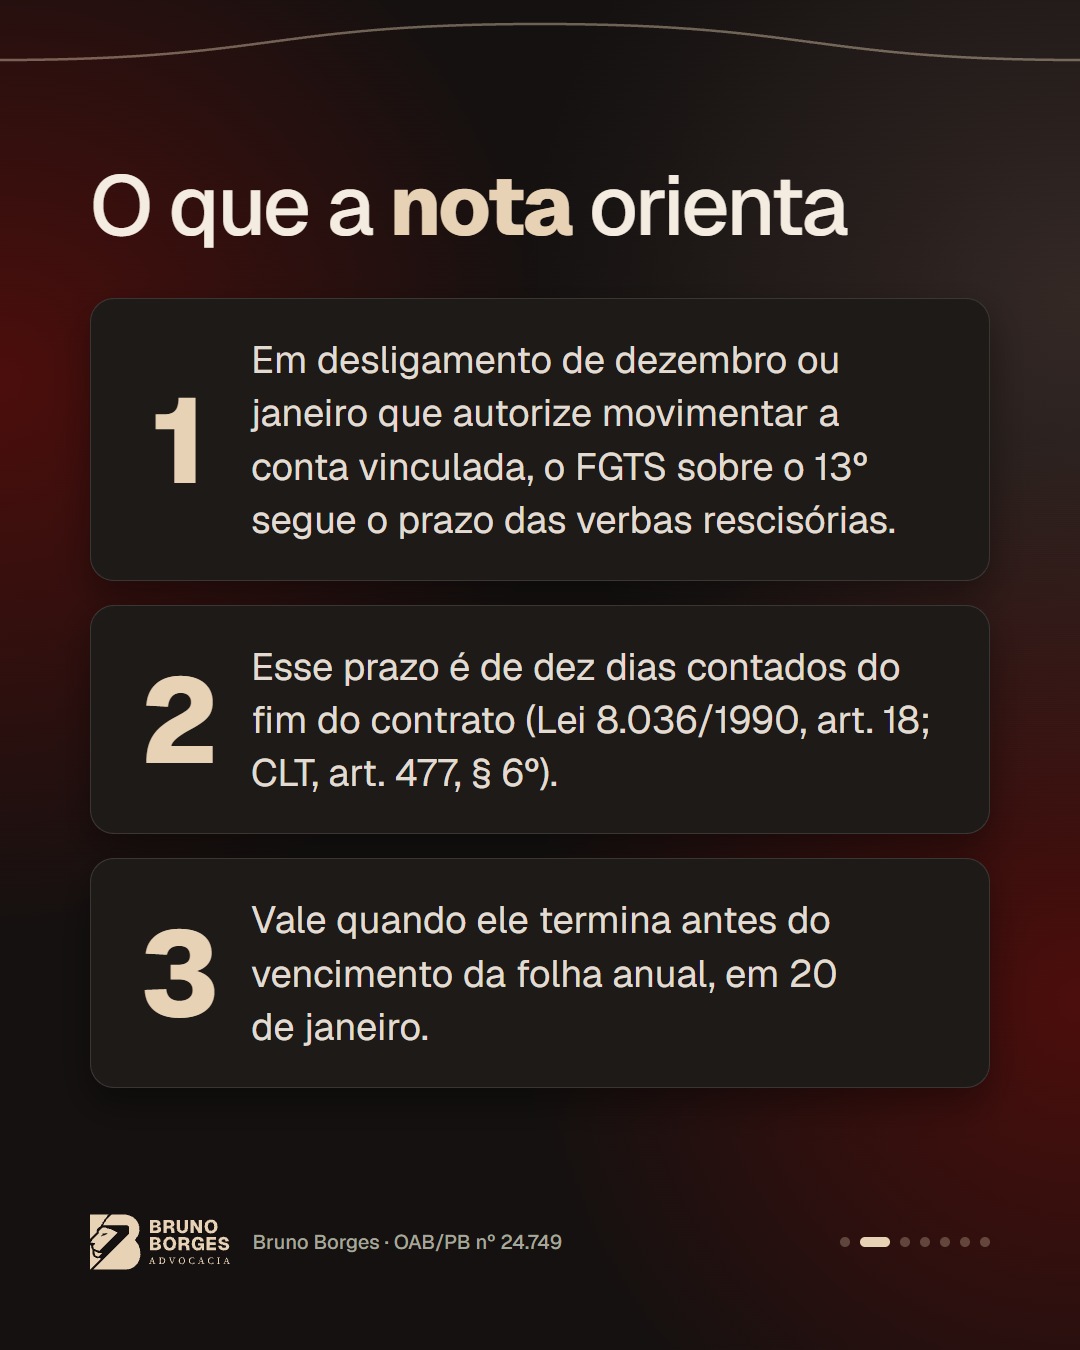 O que a nota orienta
1
Em desligamento de dezembro ou
janeiro que autorize movimentar a
conta vinculada, o FGTS sobre o 13º
segue o prazo das verbas rescisórias.
2
Esse prazo é de dez dias contados do
fim do contrato (Lei 8.036/1990, art. 18;
CLT, art. 477, § 6º).
3
Vale quando ele termina antes do
vencimento da folha anual, em 20
de janeiro.
BRUNO
BORGES
ADVOCACIA
Bruno Borges · OAB/PB nº 24.749